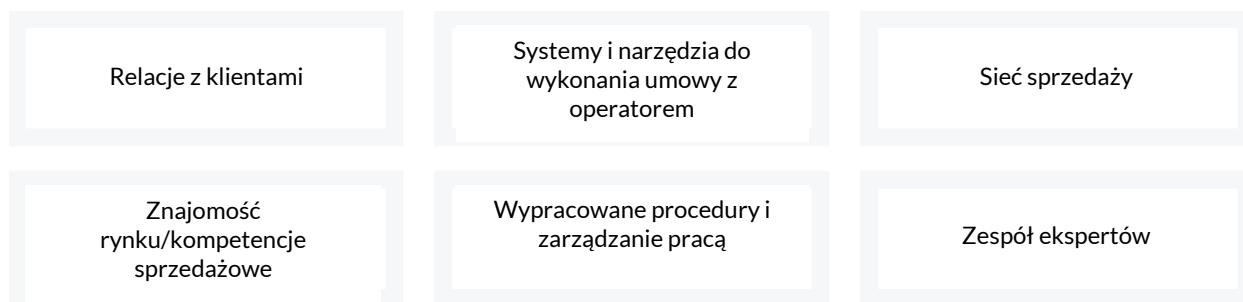 Relacje z klientami
Systemy i narzędzia do
wykonania umowy z
operatorem
Sieć sprzedaży
Znajomość
rynku/kompetencje
sprzedażowe
Wypracowane procedury i
zarządzanie pracą
Zespół ekspertów